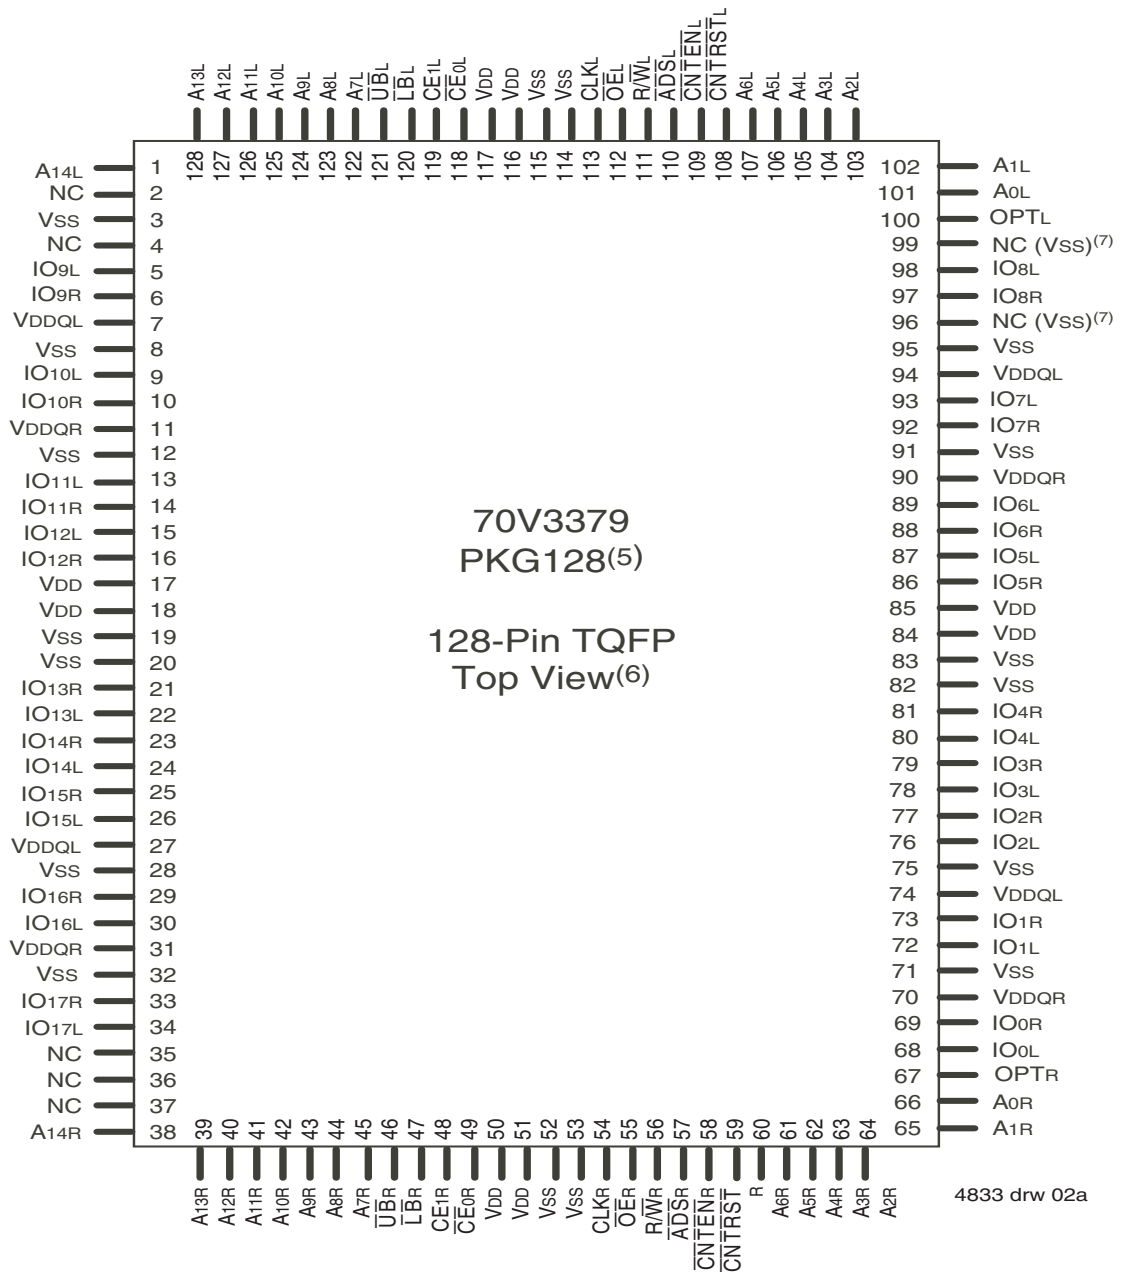 A13L A12L A11L A10L A9L A8L A7L UBL LBL CE1L CE0L VDD VDD VSS VSS CLKL OEL R/WL ADSL CNTENL CNTRSTL A6L A5L A4L A3L A2L
128 127 126 125 124 123 122 121 120 119 118 117 116 115 114 113 112 111 110 109 108 107 106 105 104 103
A14L 1 102 A1L
NC 2 101 A0L
VSS 3 100 OPTL
NC 4 99 NC (VSS)(7)
IO9L 5 98 IO8L
IO9R 6 97 IO8R
VDDQL 7 96 NC (VSS)(7)
VSS 8 95 VSS
IO10L 9 94 VDDQL
IO10R 10 93 IO7L
VDDQR 11 92 IO7R
VSS 12 91 VSS
IO11L 13 90 VDDQR
IO11R 14 89 IO6L
IO12L 15 88 IO6R
IO12R 16 87 IO5L
VDD 17 86 IO5R
VDD 18 85 VDD
VSS 19 84 VDD
VSS 20 83 VSS
IO13R 21 82 VSS
IO13L 22 81 IO4R
IO14R 23 80 IO4L
IO14L 24 79 IO3R
IO15R 25 78 IO3L
IO15L 26 77 IO2R
VDDQL 27 76 IO2L
VSS 28 75 VSS
IO16R 29 74 VDDQL
IO16L 30 73 IO1R
VDDQR 31 72 IO1L
VSS 32 71 VSS
IO17R 33 70 VDDQR
IO17L 34 69 IO0R
NC 35 68 IO0L
NC 36 67 OPTR
NC 37 66 A0R
A14R 38 65 A1R
70V3379
PKG128(5)
128-Pin TQFP
Top View(6)
39 40 41 42 43 44 45 46 47 48 49 50 51 52 53 54 55 56 57 58 59 60 61 62 63 64
A13R A12R A11R A10R A9R A8R A7R UBR LBR CE1R CE0R VDD VDD VSS VSS CLKR OER R/WR ADSR CNTENR CNTRST R A6R A5R A4R A3R A2R
4833 drw 02a